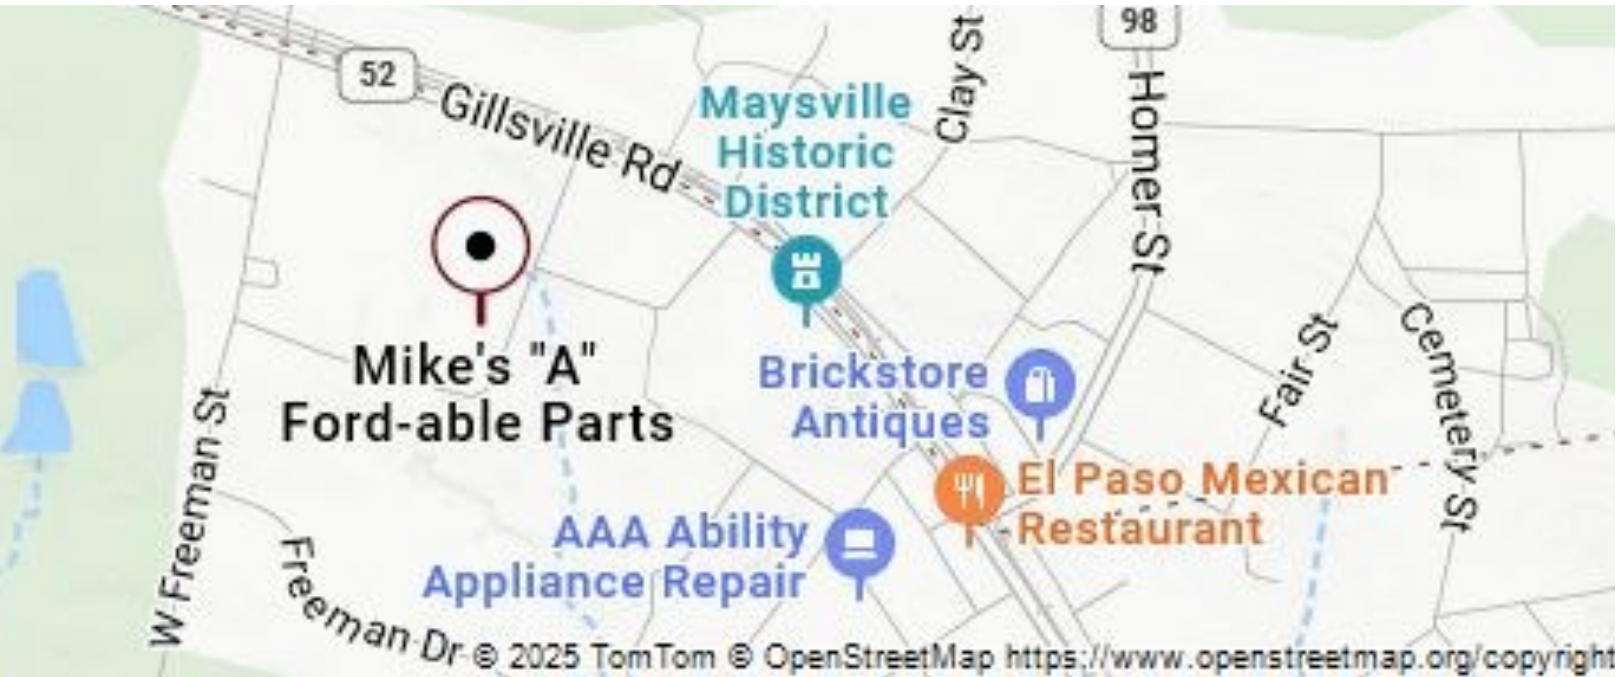 98
52
Gillsville Rd
Clay St
Homer St
Maysville
Historic
District
Mike's "A"
Ford-able Parts
Brickstore
Antiques
Fair St
Cemetery St
W Freeman St
El Paso Mexican
Restaurant
AAA Ability
Appliance Repair
Freeman Dr
© 2025 TomTom © OpenStreetMap https://www.openstreetmap.org/copyright